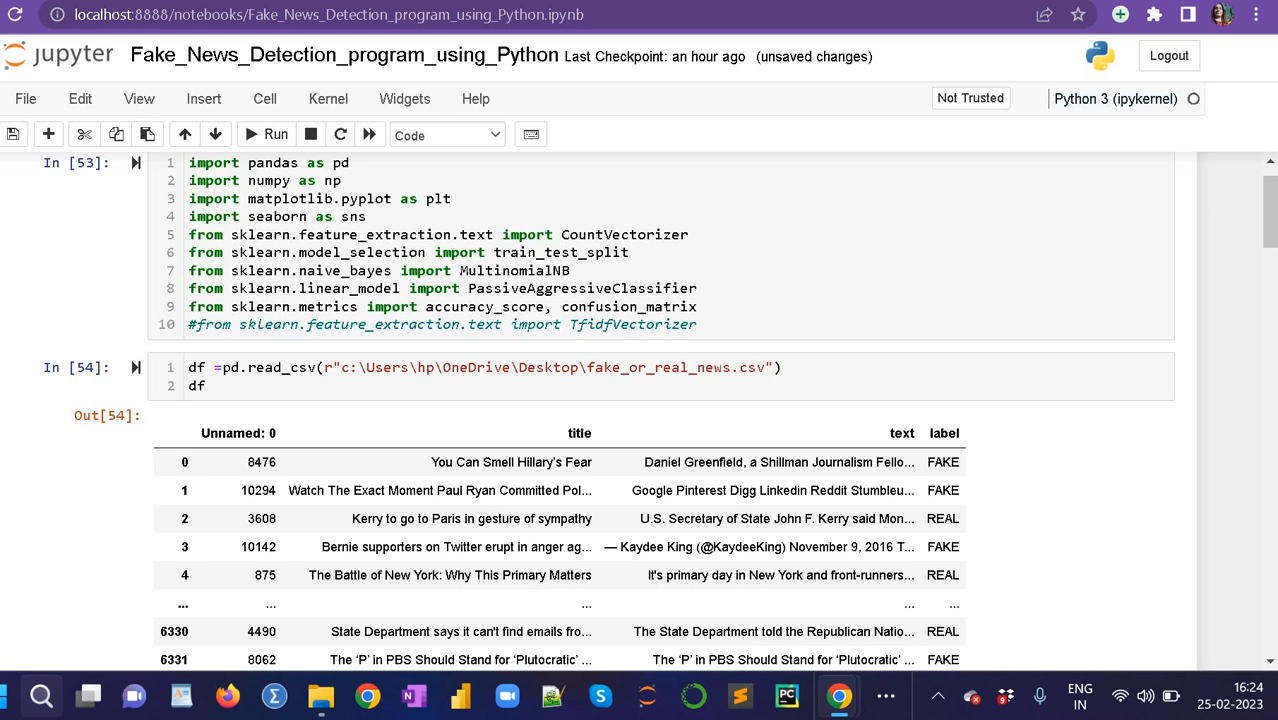 localhost:8888/notebooks/Fake_News_Detection_program_using_Python.ipynb
jupyter Fake_News_Detection_program_using_Python Last Checkpoint: an hour ago (unsaved changes) Logout
File Edit View Insert Cell Kernel Widgets Help Not Trusted Python 3 (ipykernel)
Run Code
In [53]:
1 import pandas as pd
2 import numpy as np
3 import matplotlib.pyplot as plt
4 import seaborn as sns
5 from sklearn.feature_extraction.text import CountVectorizer
6 from sklearn.model_selection import train_test_split
7 from sklearn.naive_bayes import MultinomialNB
8 from sklearn.linear_model import PassiveAggressiveClassifier
9 from sklearn.metrics import accuracy_score, confusion_matrix
10 #from sklearn.feature_extraction.text import TfidfVectorizer
In [54]:
1 df =pd.read_csv(r"c:\Users\hp\OneDrive\Desktop\fake_or_real_news.csv")
2 df
Out[54]:
Unnamed: 0 title text label
0 8476 You Can Smell Hillary's Fear Daniel Greenfield, a Shillman Journalism Fello... FAKE
1 10294 Watch The Exact Moment Paul Ryan Committed Pol... Google Pinterest Digg Linkedin Reddit Stumbleu... FAKE
2 3608 Kerry to go to Paris in gesture of sympathy U.S. Secretary of State John F. Kerry said Mon... REAL
3 10142 Bernie supporters on Twitter erupt in anger ag... — Kaydee King (@KaydeeKing) November 9, 2016 T... FAKE
4 875 The Battle of New York: Why This Primary Matters It's primary day in New York and front-runners... REAL
... ... ... ... ...
6330 4490 State Department says it can't find emails fro... The State Department told the Republican Natio... REAL
6331 8062 The ‘P’ in PBS Should Stand for ‘Plutocratic’ ... The ‘P’ in PBS Should Stand for ‘Plutocratic’ ... FAKE
ENG 16:24
IN 25-02-2023